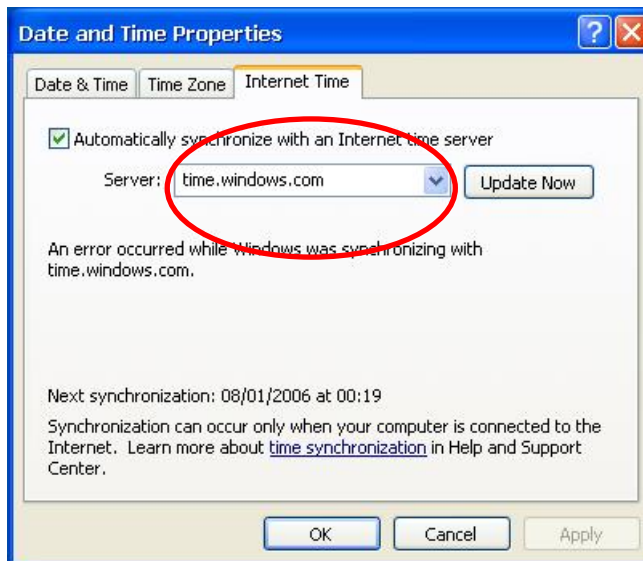 Date and Time Properties
Date & Time Time Zone Internet Time
Automatically synchronize with an Internet time server
Server: time.windows.com Update Now
An error occurred while Windows was synchronizing with
time.windows.com.
Next synchronization: 08/01/2006 at 00:19
Synchronization can occur only when your computer is connected to the
Internet. Learn more about time synchronization in Help and Support
Center.
OK Cancel Apply